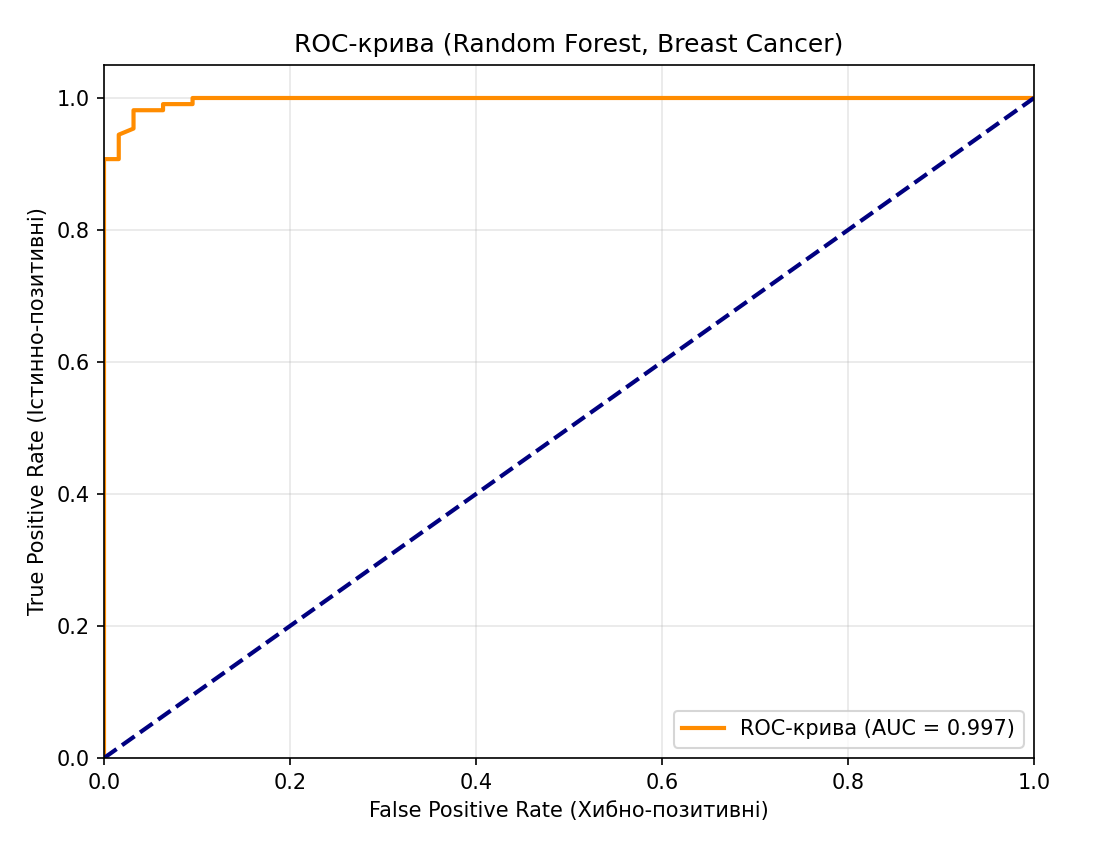 ROC-крива (Random Forest, Breast Cancer)
True Positive Rate (Істинно-позитивні)
1.0
0.8
0.6
0.4
0.2
0.0
0.0 0.2 0.4 0.6 0.8 1.0
False Positive Rate (Хибно-позитивні)
ROC-крива (AUC = 0.997)